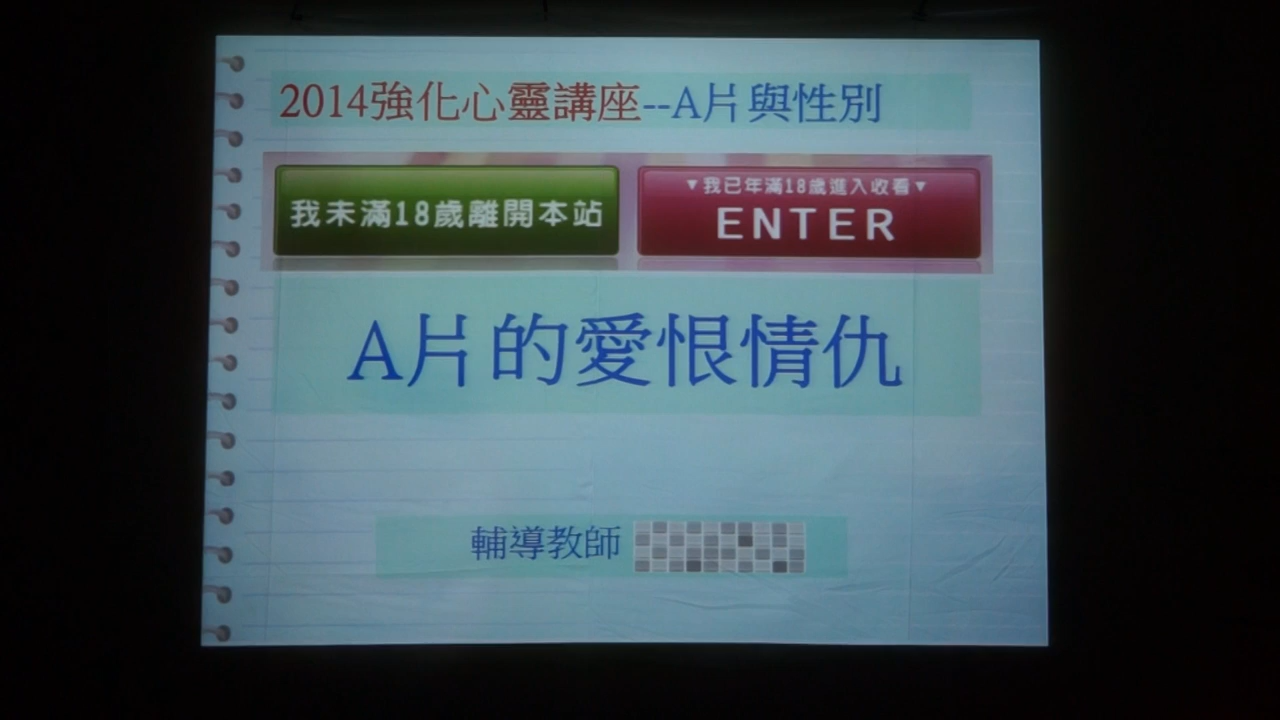 2014強化心靈講座--A片與性別
我未滿18歲離開本站
▼我已年滿18歲進入收看▼
ENTER
A片的愛恨情仇
輔導教師